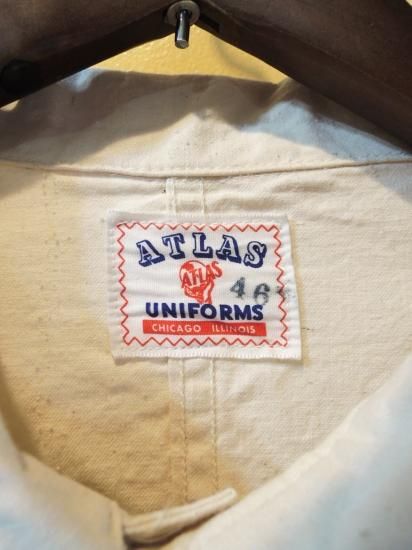 ATLAS
ATLAS
46
UNIFORMS
CHICAGO ILLINOIS